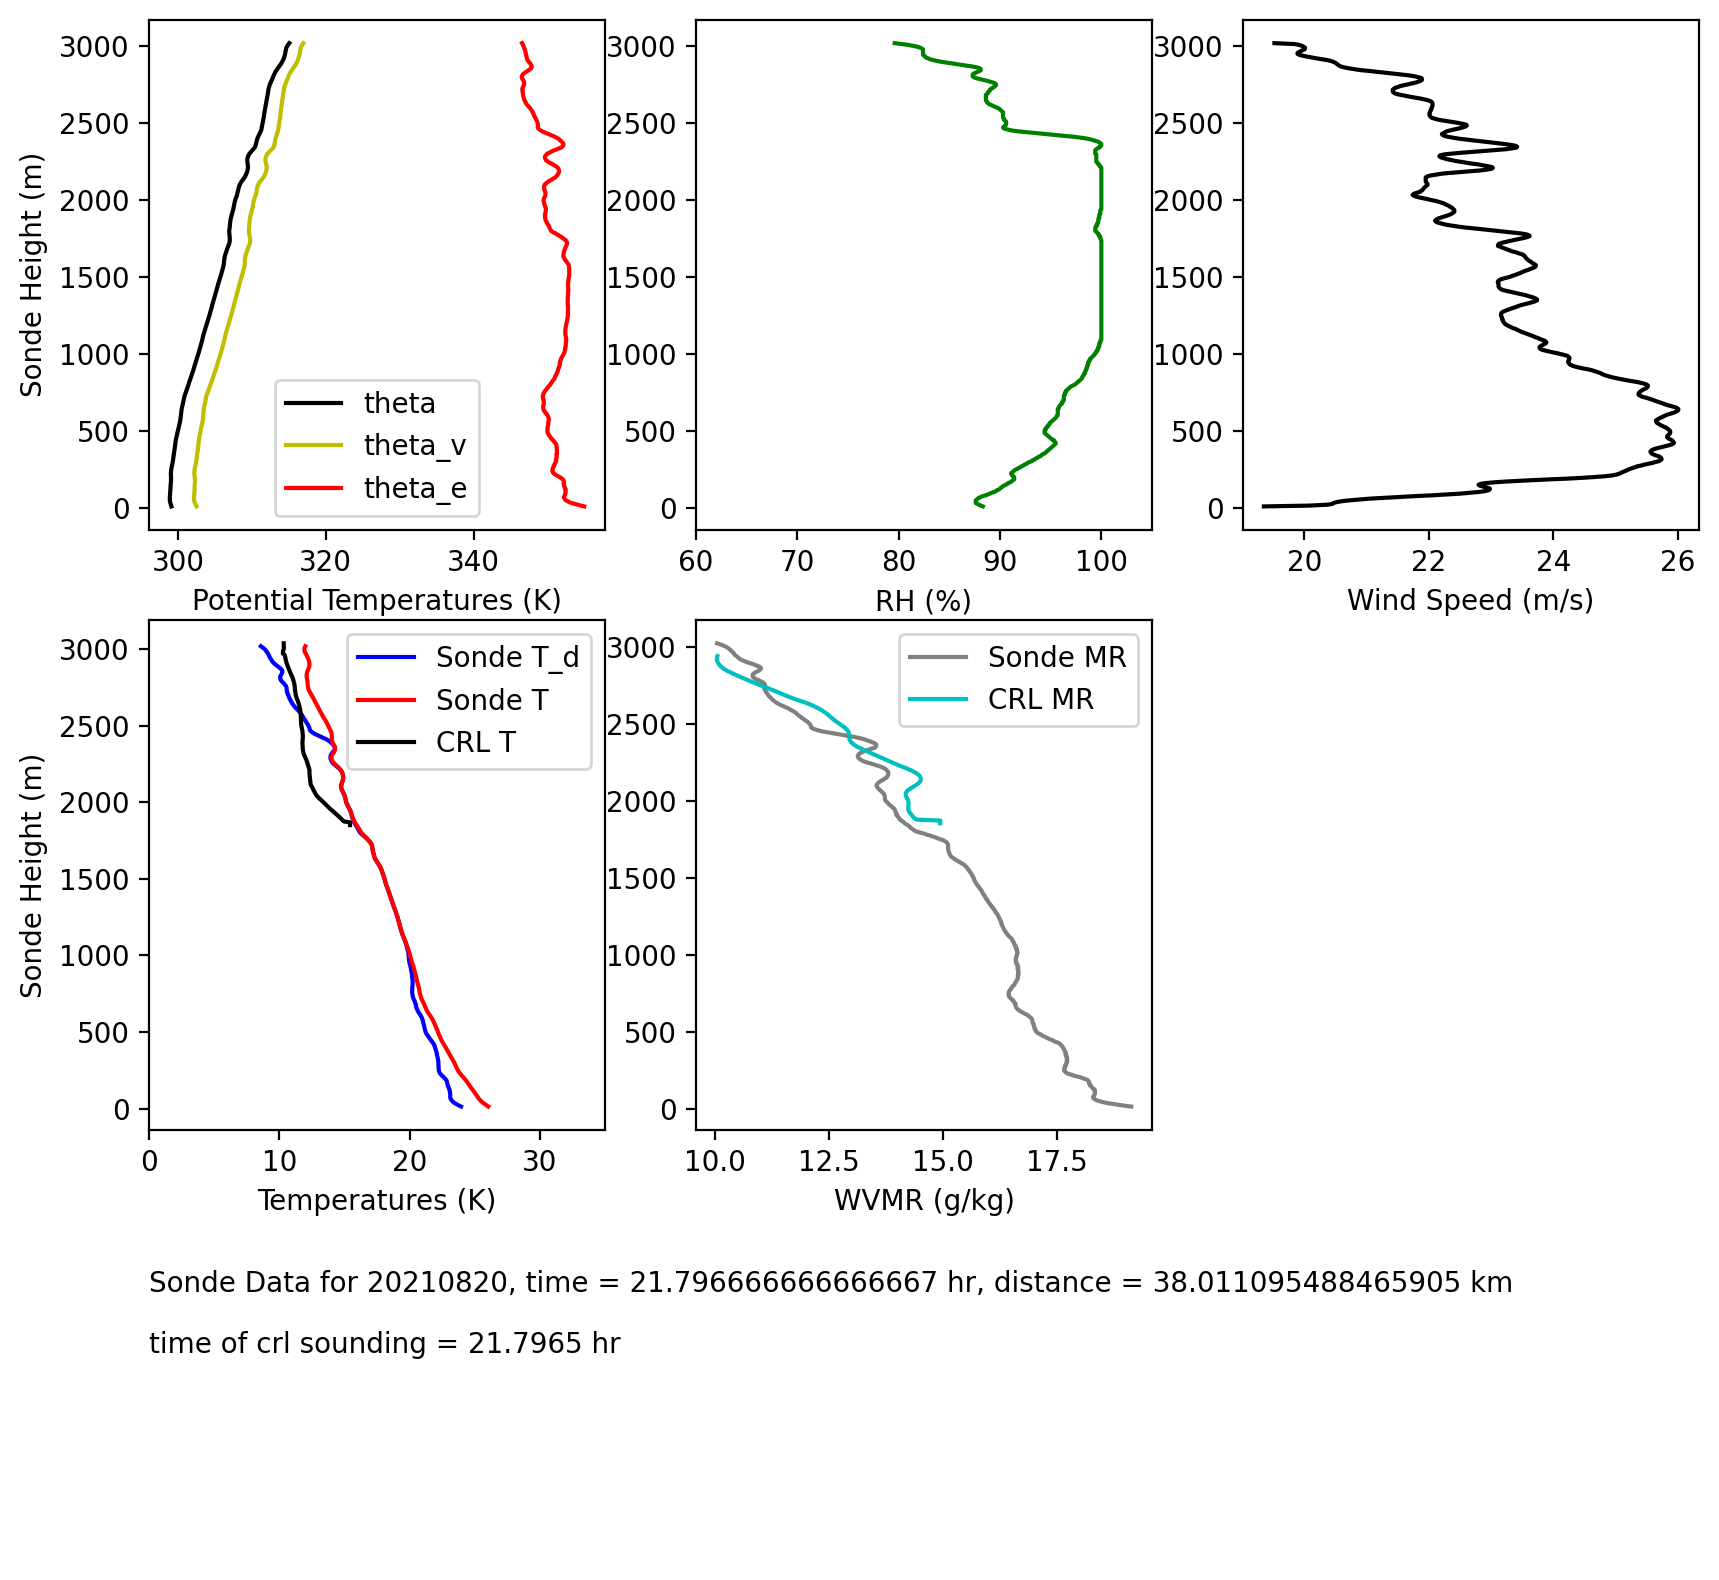 3000
2500
2000
1500
1000
500
0
Sonde Height (m)
300 320 340
Potential Temperatures (K)
theta
theta_v
theta_e
3000
2500
2000
1500
1000
500
0
60 70 80 90 100
RH (%)
3000
2500
2000
1500
1000
500
0
20 22 24 26
Wind Speed (m/s)
3000
2500
2000
1500
1000
500
0
Sonde Height (m)
0 10 20 30
Temperatures (K)
Sonde T_d
Sonde T
CRL T
3000
2500
2000
1500
1000
500
0
10.0 12.5 15.0 17.5
WVMR (g/kg)
Sonde MR
CRL MR
Sonde Data for 20210820, time = 21.796666666666667 hr, distance = 38.011095488465905 km
time of crl sounding = 21.7965 hr